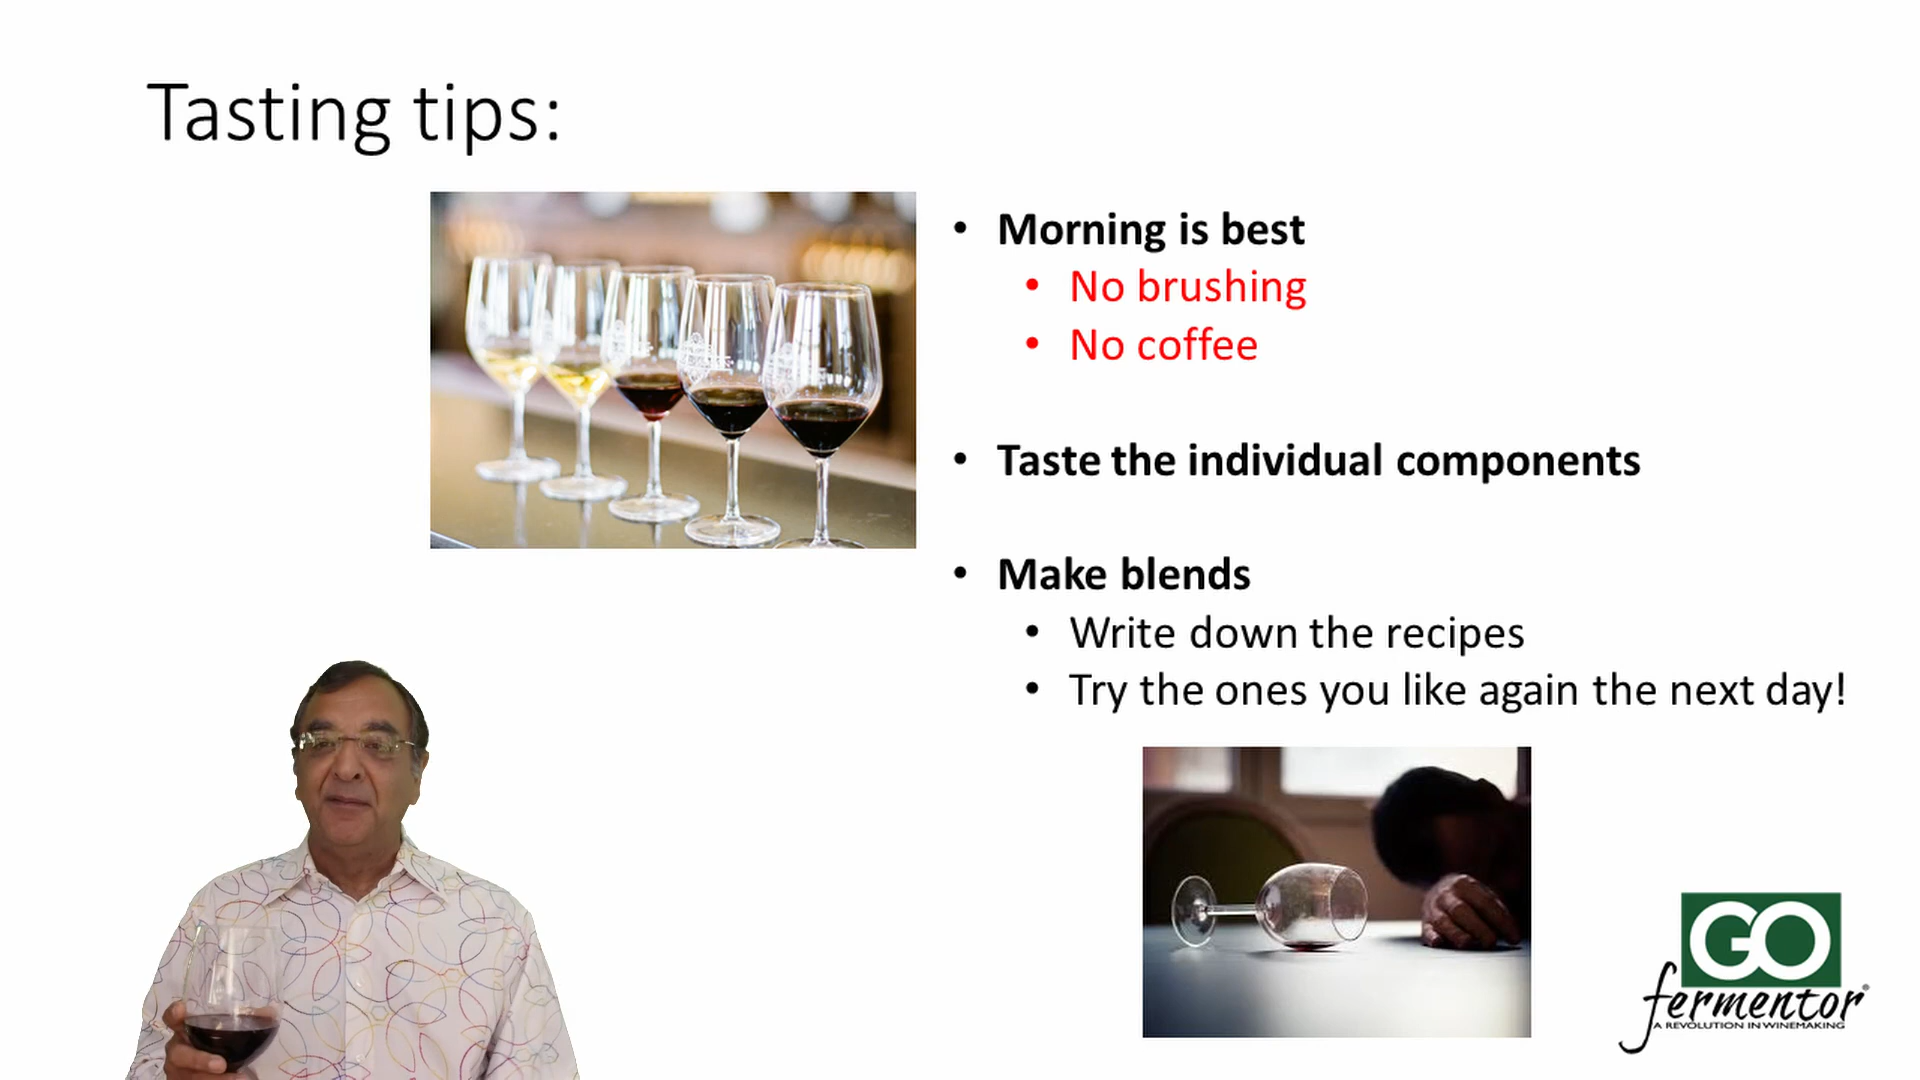 Tasting tips:
• Morning is best
• No brushing
• No coffee
• Taste the individual components
• Make blends
• Write down the recipes
• Try the ones you like again the next day!
GO
fermentor®
A REVOLUTION IN WINEMAKING